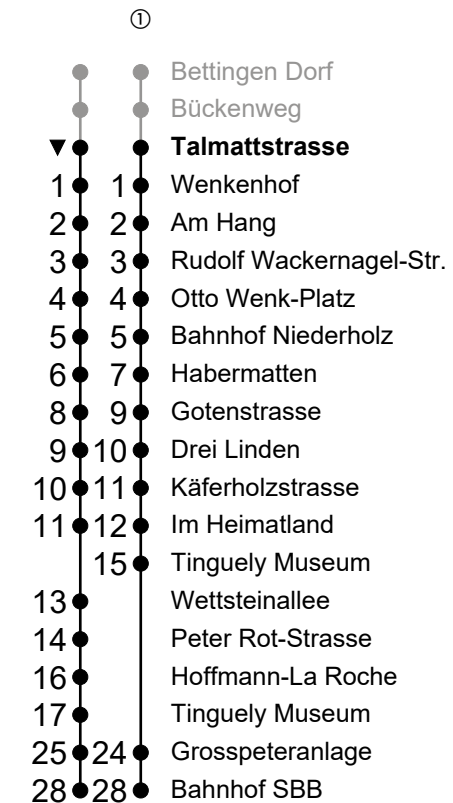 ①
Bettingen Dorf
Bückenweg
▼ Talmattstrasse
1 1 Wenkenhof
2 2 Am Hang
3 3 Rudolf Wackernagel-Str.
4 4 Otto Wenk-Platz
5 5 Bahnhof Niederholz
6 7 Habermatten
8 9 Gotenstrasse
9 10 Drei Linden
10 11 Käferholzstrasse
11 12 Im Heimatland
15 Tinguely Museum
13 Wettsteinallee
14 Peter Rot-Strasse
16 Hoffmann-La Roche
17 Tinguely Museum
25 24 Grosspeteranlage
28 28 Bahnhof SBB